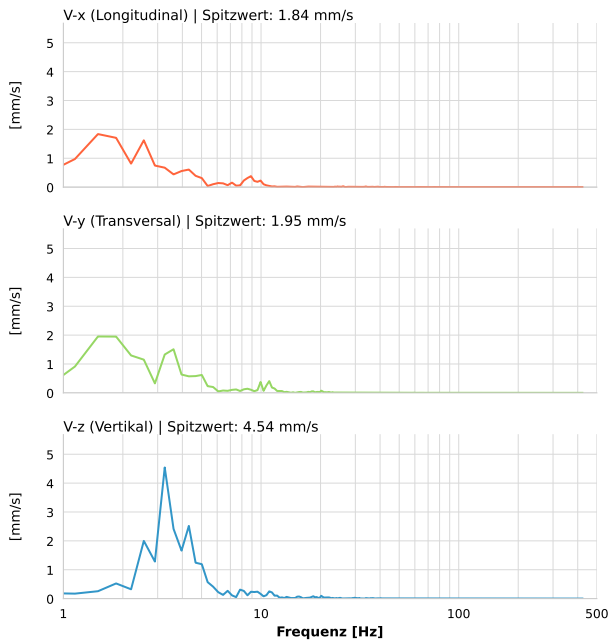 V-x (Longitudinal) | Spitzwert: 1.84 mm/s
5
4
[mm/s]
3
2
1
0
V-y (Transversal) | Spitzwert: 1.95 mm/s
5
4
[mm/s]
3
2
1
0
V-z (Vertikal) | Spitzwert: 4.54 mm/s
5
4
[mm/s]
3
2
1
0
1 10 100 500
Frequenz [Hz]